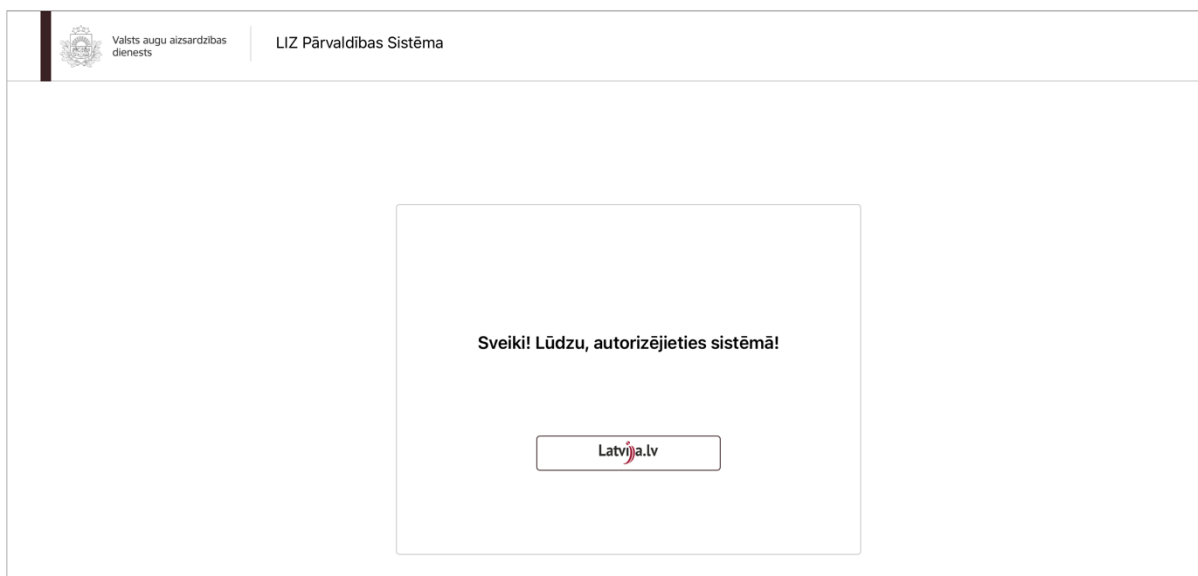 Valsts augu aizsardzības
dienests
LIZ Pārvaldības Sistēma
Sveiki! Lūdzu, autorizējieties sistēmā!
Latvija.lv